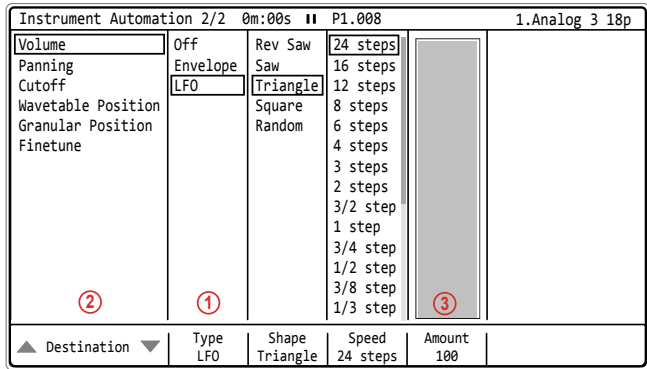 Instrument Automation 2/2 0m:00s II P1.008 1.Analog 3 18p
Volume Off Rev Saw 24 steps
Panning Envelope Saw 16 steps
Cutoff LFO Triangle 12 steps
Wavetable Position Square 8 steps
Granular Position Random 6 steps
Finetune 4 steps
3 steps
2 steps
3/2 step
1 step
3/4 step
1/2 step
3/8 step
2 1 1/3 step 3
Destination Type Shape Speed Amount
LFO Triangle 24 steps 100